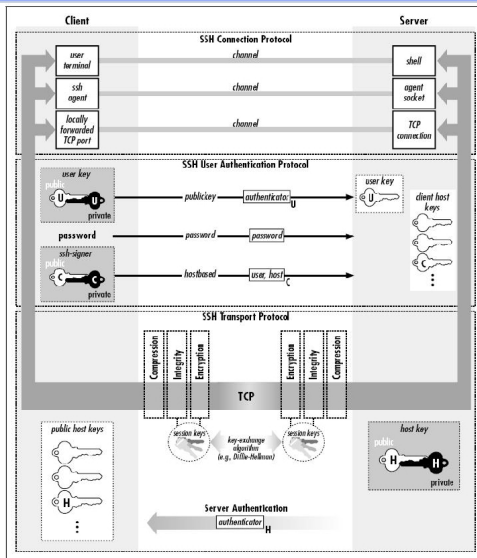 Client
Server
SSH Connection Protocol
user terminal
channel
shell
ssh agent
channel
agent socket
locally forwarded TCP port
channel
TCP connection
SSH User Authentication Protocol
user key
public
U
U
private
publickey
authenticator
U
user key
U
client host keys
C
password
password
password
ssh-signer
public
C
C
private
hostbased
user, host
C
SSH Transport Protocol
Compression
Integrity
Encryption
TCP
Encryption
Integrity
Compression
session keys
key-exchange algorithm (e.g., Diffie-Hellman)
session keys
public host keys
H
host key
public
H
H
private
Server Authentication
authenticator
H